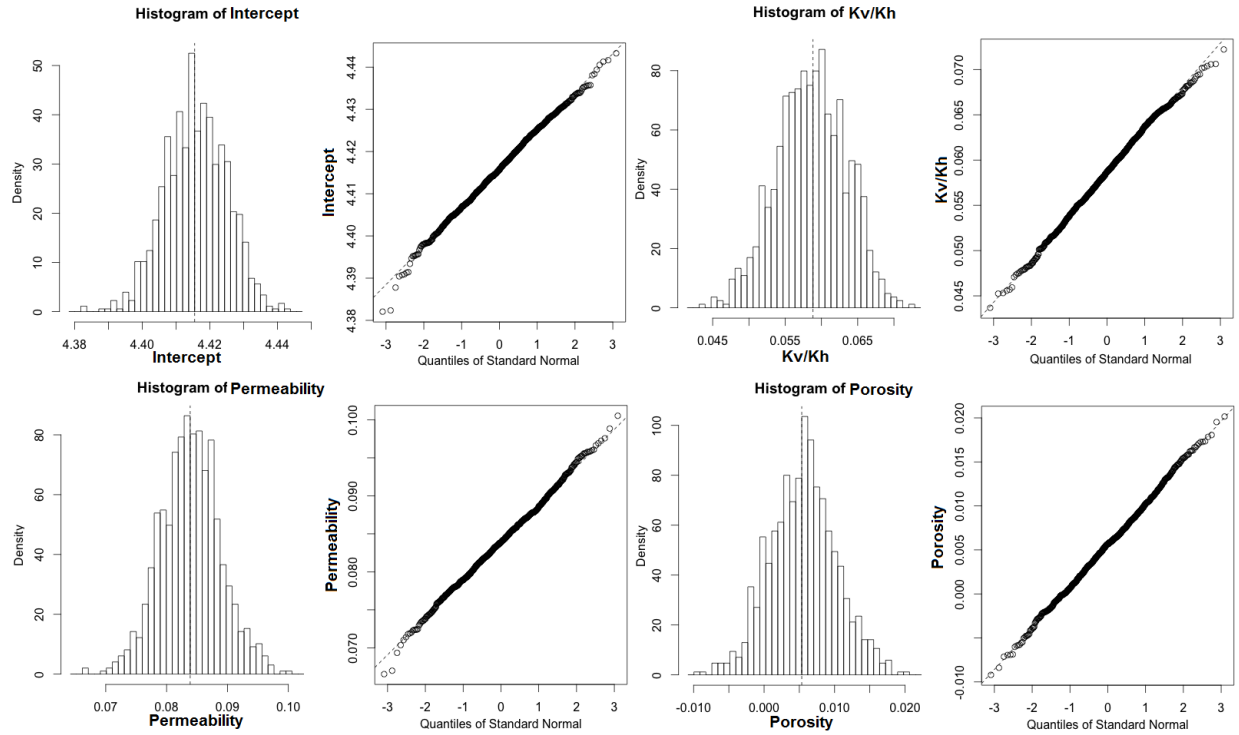 Histogram of Intercept
Density
0
10
20
30
40
50
4.38
4.40
4.42
4.44
Intercept
Intercept
4.38
4.39
4.40
4.41
4.42
4.43
4.44
-3 -2 -1 0 1 2 3
Quantiles of Standard Normal
Histogram of Kv/Kh
Density
0
20
40
60
80
0.045
0.055
0.065
Kv/Kh
Kv/Kh
0.045
0.050
0.055
0.060
0.065
0.070
-3 -2 -1 0 1 2 3
Quantiles of Standard Normal
Histogram of Permeability
Density
0
20
40
60
80
0.07
0.08
0.09
0.10
Permeability
Permeability
0.070
0.080
0.090
0.100
-3 -2 -1 0 1 2 3
Quantiles of Standard Normal
Histogram of Porosity
Density
0
20
40
60
80
100
-0.010
0.000
0.010
0.020
Porosity
Porosity
-0.010
0.000
0.005
0.010
0.015
0.020
-3 -2 -1 0 1 2 3
Quantiles of Standard Normal